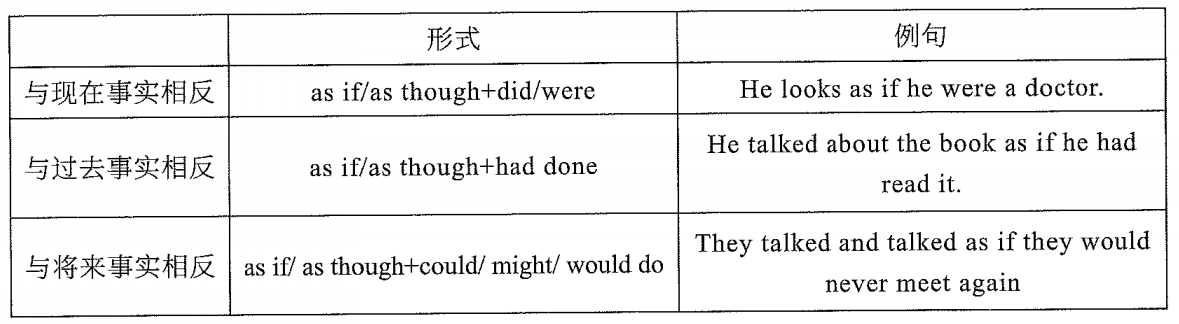 形式 例句
与现在事实相反 as if/as though+did/were He looks as if he were a doctor.
与过去事实相反 as if/as though+had done He talked about the book as if he had
read it.
与将来事实相反 as if/ as though+could/ might/ would do They talked and talked as if they would
never meet again